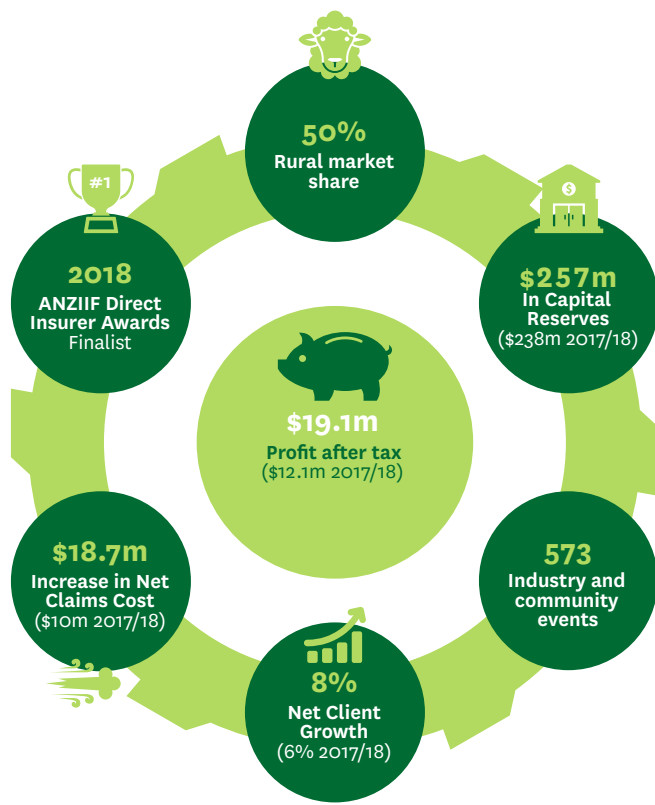 50%
Rural market
share
#1
2018
ANZIIF Direct
Insurer Awards
Finalist
$
$257m
In Capital
Reserves
($238m 2017/18)
$19.1m
Profit after tax
($12.1m 2017/18)
$18.7m
Increase in Net
Claims Cost
($10m 2017/18)
573
Industry and
community
events
8%
Net Client
Growth
(6% 2017/18)